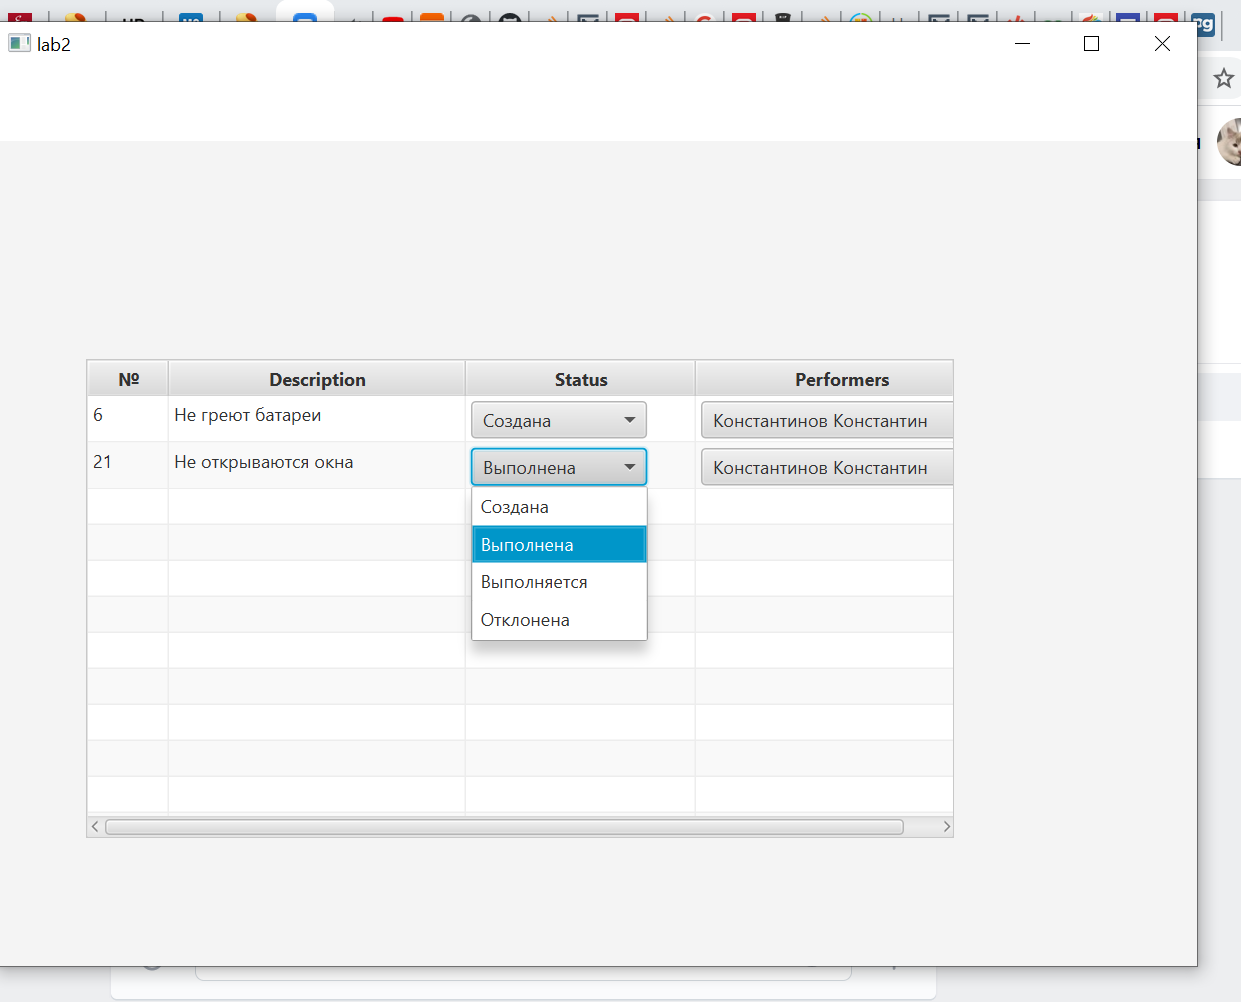 lab2
№ Description Status Performers
6 Не греют батареи Создана Константинов Константин
21 Не открываются окна Выполнена Константинов Константин
Создана
Выполнена
Выполняется
Отклонена